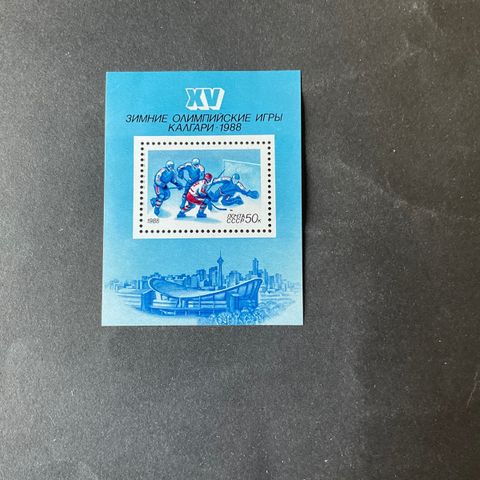 XV
ЗИМНИЕ ОЛИМПИЙСКИЕ ИГРЫ
КАЛГАРИ·1988
1988
ПОЧТА
СССР 50к